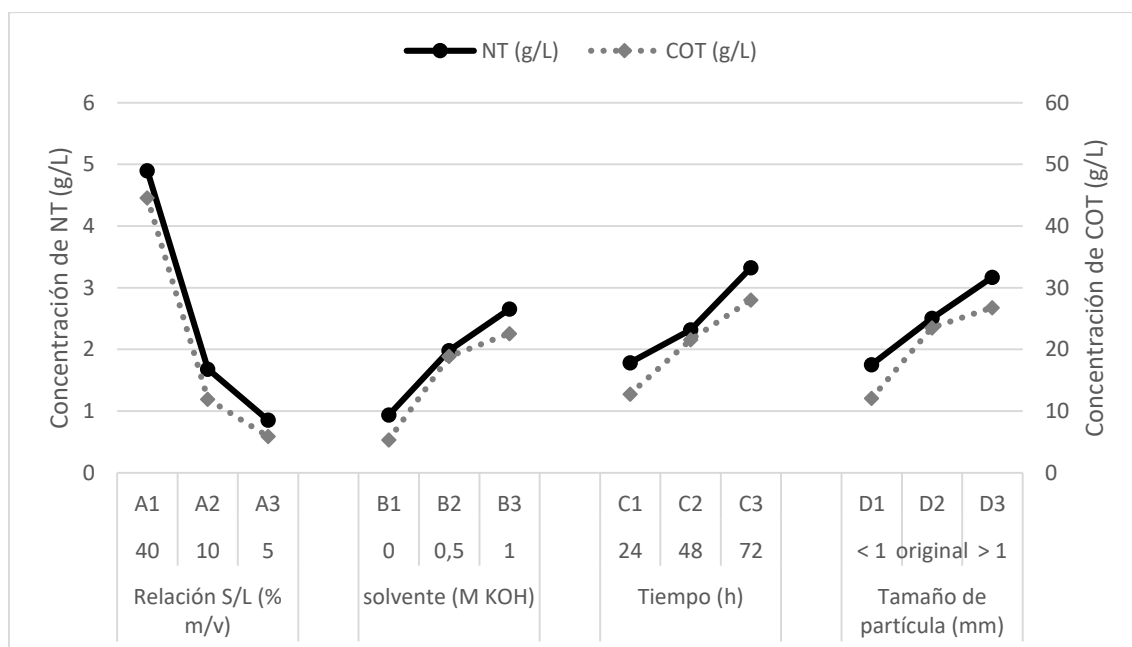 NT (g/L) COT (g/L)
Concentración de NT (g/L)
6
5
4
3
2
1
0
60
50
40
30
20
10
0
Concentración de COT (g/L)
A1 A2 A3 B1 B2 B3 C1 C2 C3 D1 D2 D3
40 10 5 0 0,5 1 24 48 72 < 1 original > 1
Relación S/L (% m/v) solvente (M KOH) Tiempo (h) Tamaño de partícula (mm)